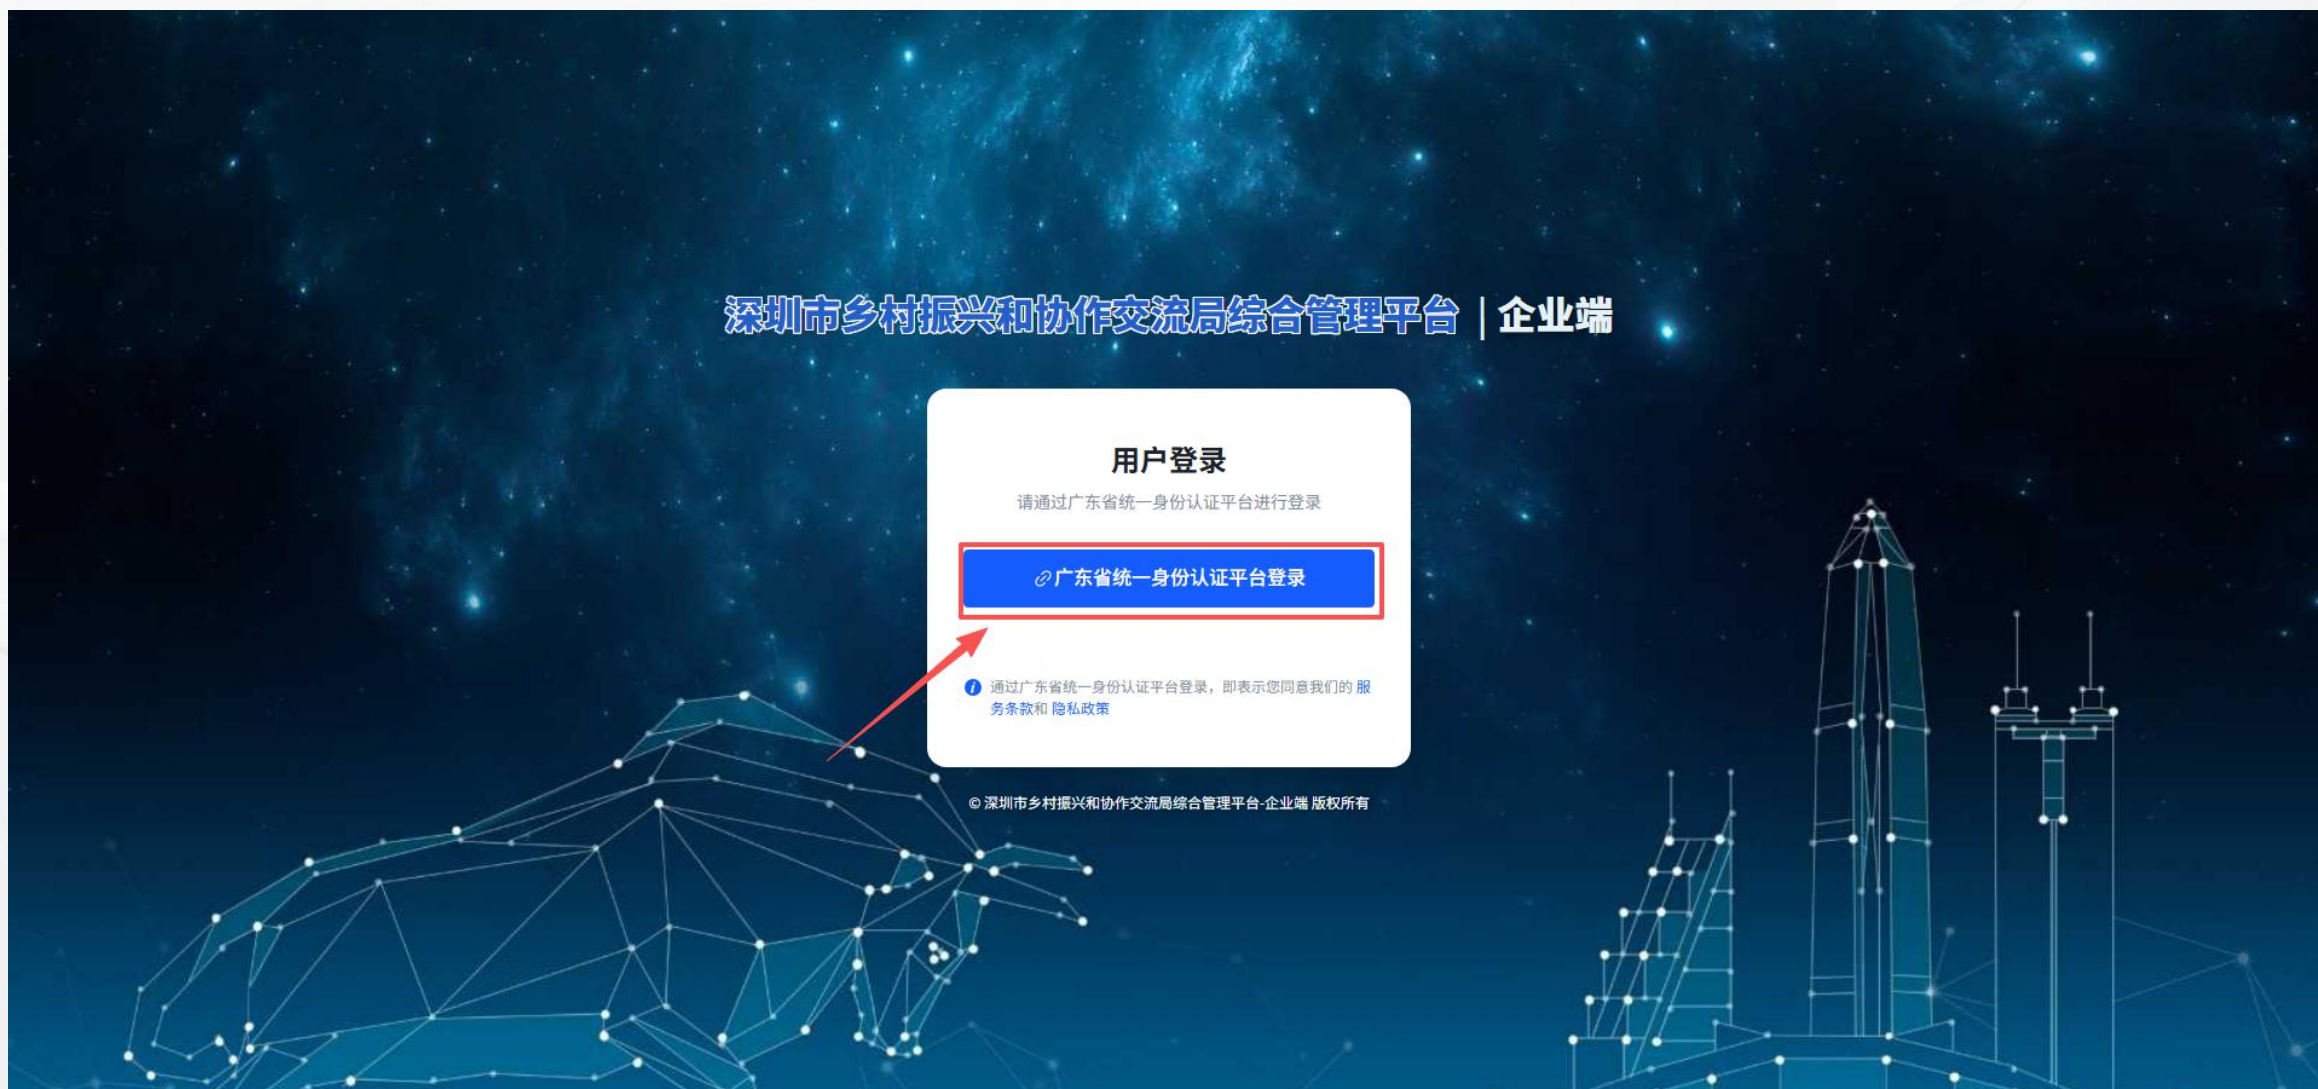 深圳市乡村振兴和协作交流局综合管理平台 | 企业端
用户登录
请通过广东省统一身份认证平台进行登录
广东省统一身份认证平台登录
通过广东省统一身份认证平台登录，即表示您同意我们的 服
务条款和 隐私政策
© 深圳市乡村振兴和协作交流局综合管理平台-企业端 版权所有